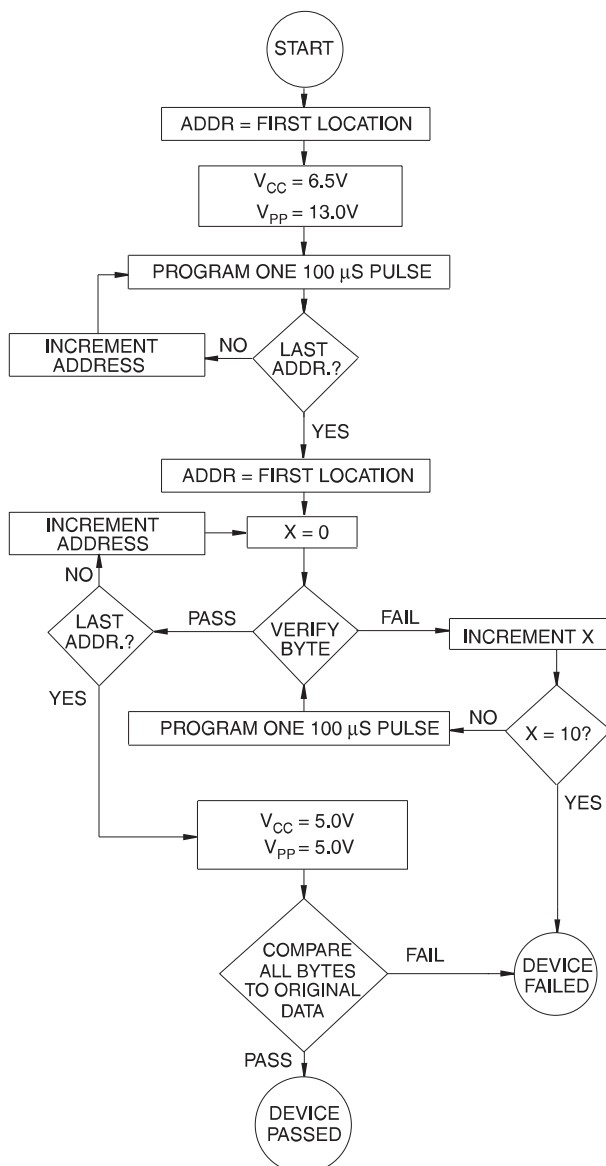 START
ADDR = FIRST LOCATION
VCC = 6.5V
VPP = 13.0V
PROGRAM ONE 100 μS PULSE
INCREMENT
ADDRESS
NO
LAST
ADDR.?
YES
ADDR = FIRST LOCATION
INCREMENT
ADDRESS
X = 0
NO
LAST
ADDR.?
PASS
VERIFY
BYTE
FAIL
INCREMENT X
YES
PROGRAM ONE 100 μS PULSE
NO
X = 10?
YES
VCC = 5.0V
VPP = 5.0V
COMPARE
ALL BYTES
TO ORIGINAL
DATA
FAIL
DEVICE
FAILED
PASS
DEVICE
PASSED